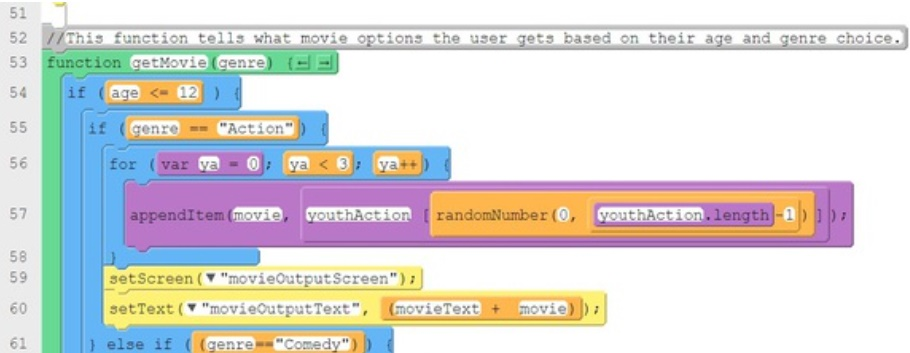 51
52 //This function tells what movie options the user gets based on their age and genre choice.
53 function getMovie(genre) {← →
54 if (age <= 12 ) {
55 if (genre == "Action") {
56 for (var ya = 0; ya < 3; ya++) {
57 appendItem(movie, youthAction [randomNumber(0, youthAction.length-1)]);
58 }
59 setScreen(▼"movieOutputScreen");
60 setText(▼"movieOutputText", (movieText + movie));
61 } else if ((genre=="Comedy")) {